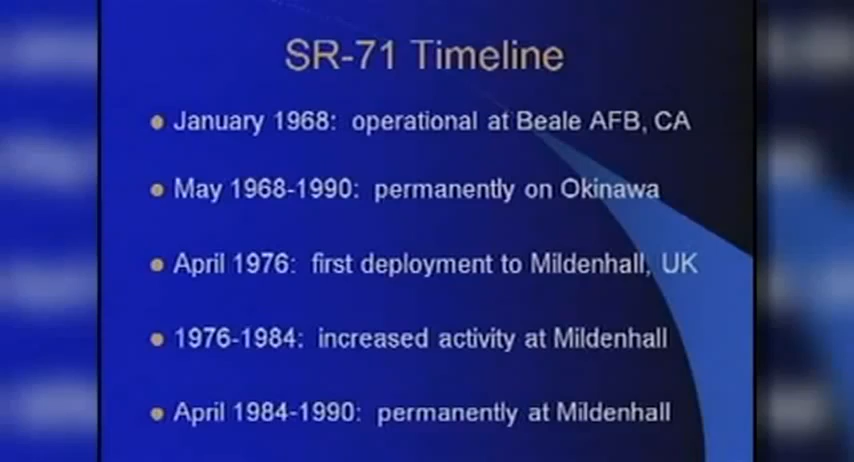 SR-71 Timeline
January 1968: operational at Beale AFB, CA
May 1968-1990: permanently on Okinawa
April 1976: first deployment to Mildenhall, UK
1976-1984: increased activity at Mildenhall
April 1984-1990: permanently at Mildenhall